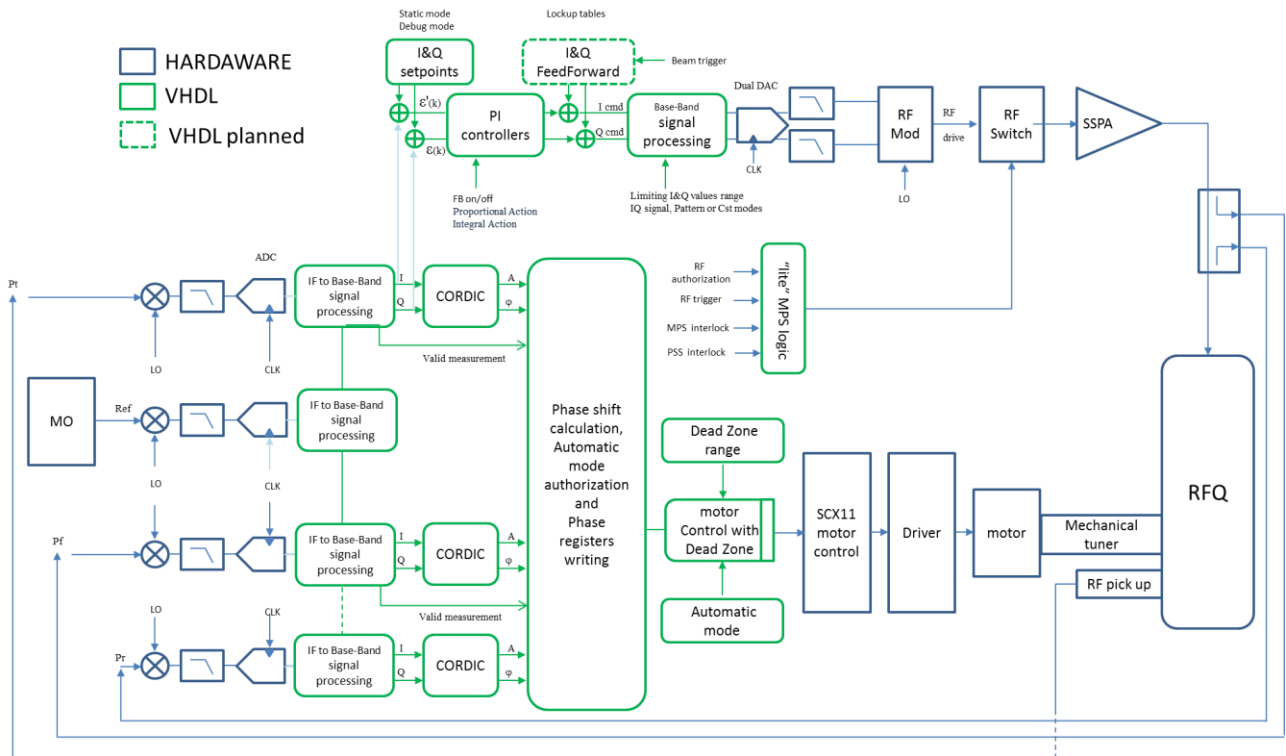 Static mode
Debug mode
Lockup tables
HARDAWARE
VHDL
VHDL planned
I&Q
setpoints
I&Q
FeedForward
Beam trigger
Ɛ'(k)
Ɛ(k)
PI
controllers
I cmd
Q cmd
Base-Band
signal
processing
Dual DAC
CLK
RF
Mod
LO
RF
drive
RF
Switch
SSPA
FB on/off
Proportional Action
Integral Action
Limiting I&Q values range
IQ signal, Pattern or Cst modes
Pt
LO
ADC
CLK
IF to Base-Band
signal
processing
I
Q
CORDIC
A
φ
Valid measurement
RF
authorization
RF trigger
MPS interlock
PSS interlock
"lite" MPS logic
MO
Ref
LO
CLK
IF to Base-Band
signal
processing
Phase shift
calculation,
Automatic
mode
authorization
and
Phase
registers
writing
Dead Zone
range
motor
Control with
Dead Zone
Automatic
mode
SCX11
motor
control
Driver
motor
Mechanical
tuner
RF pick up
RFQ
Pf
IF to Base-Band
signal
processing
I
Q
CORDIC
A
φ
Valid measurement
LO
CLK
Pr
IF to Base-Band
signal
processing
I
Q
CORDIC
A
φ